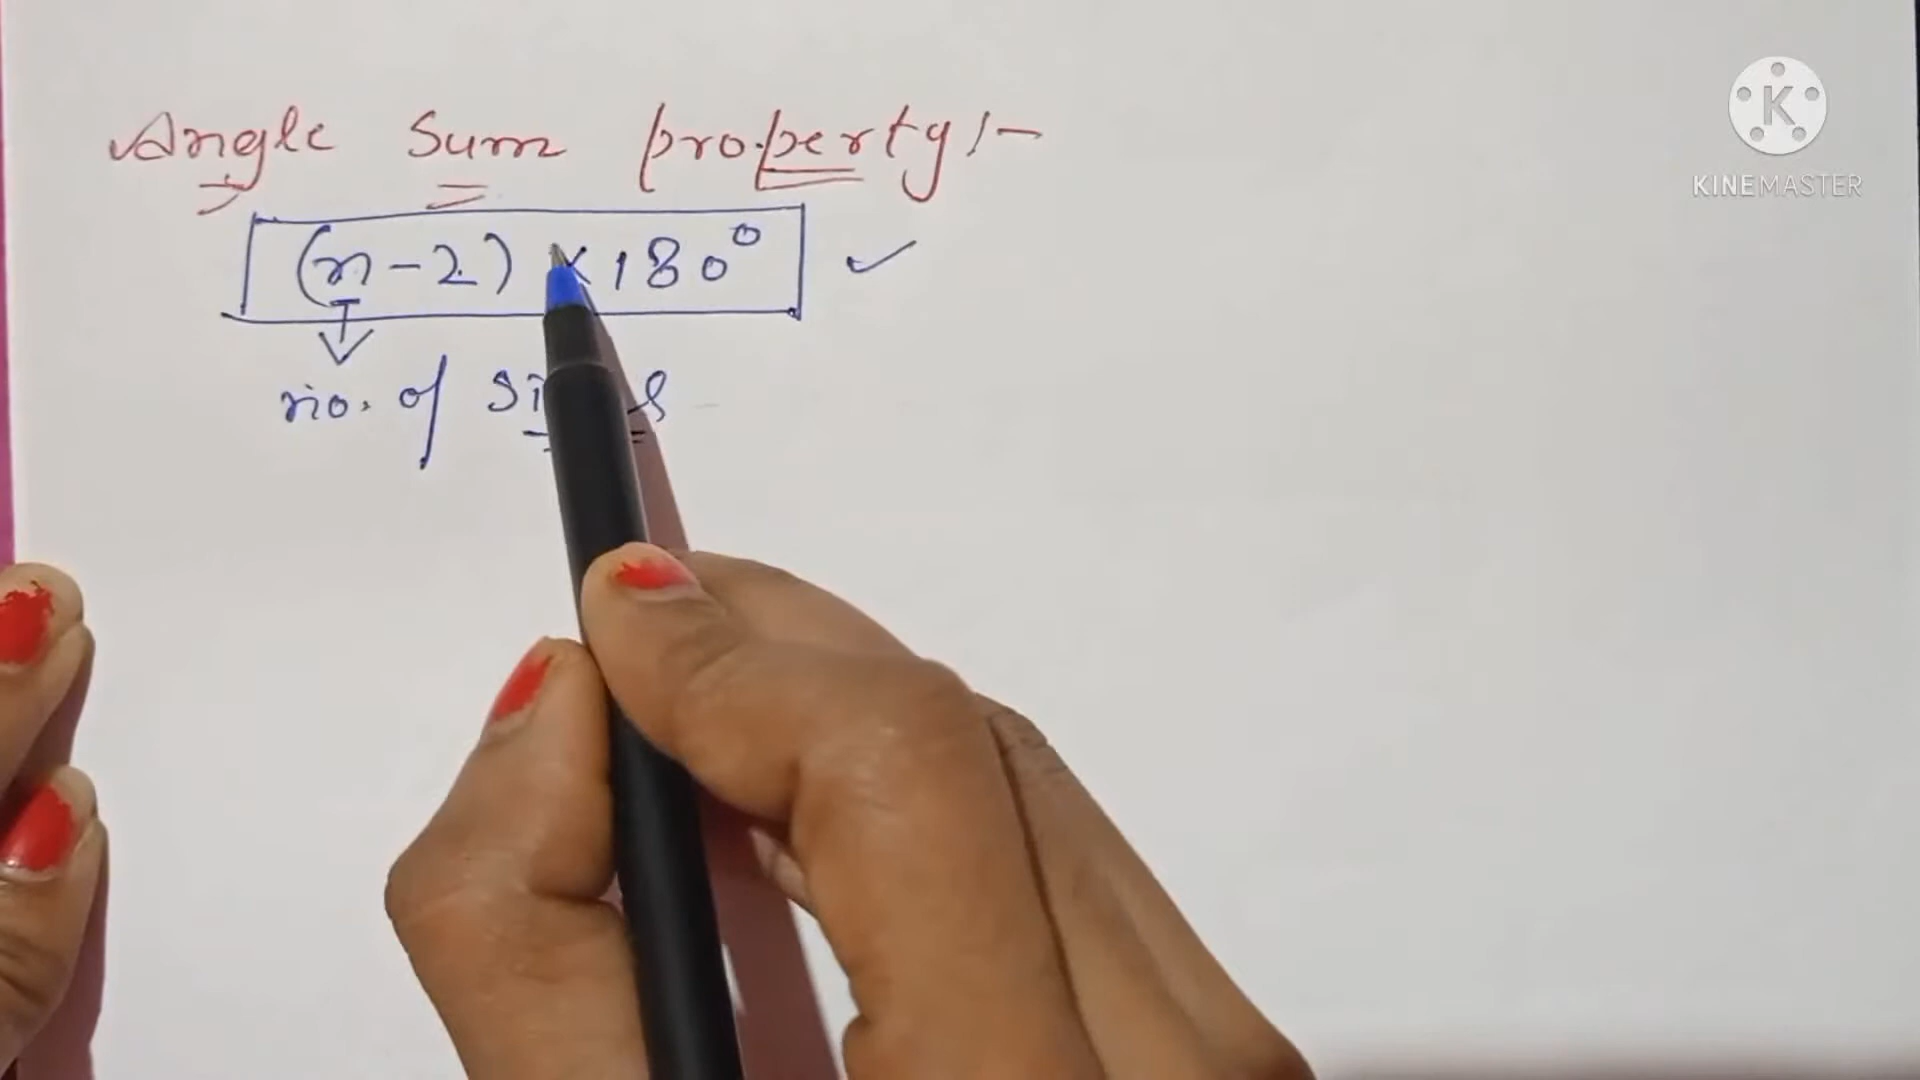 Angle Sum property :-
(n-2) × 180°
no. of
K
KINEMASTER